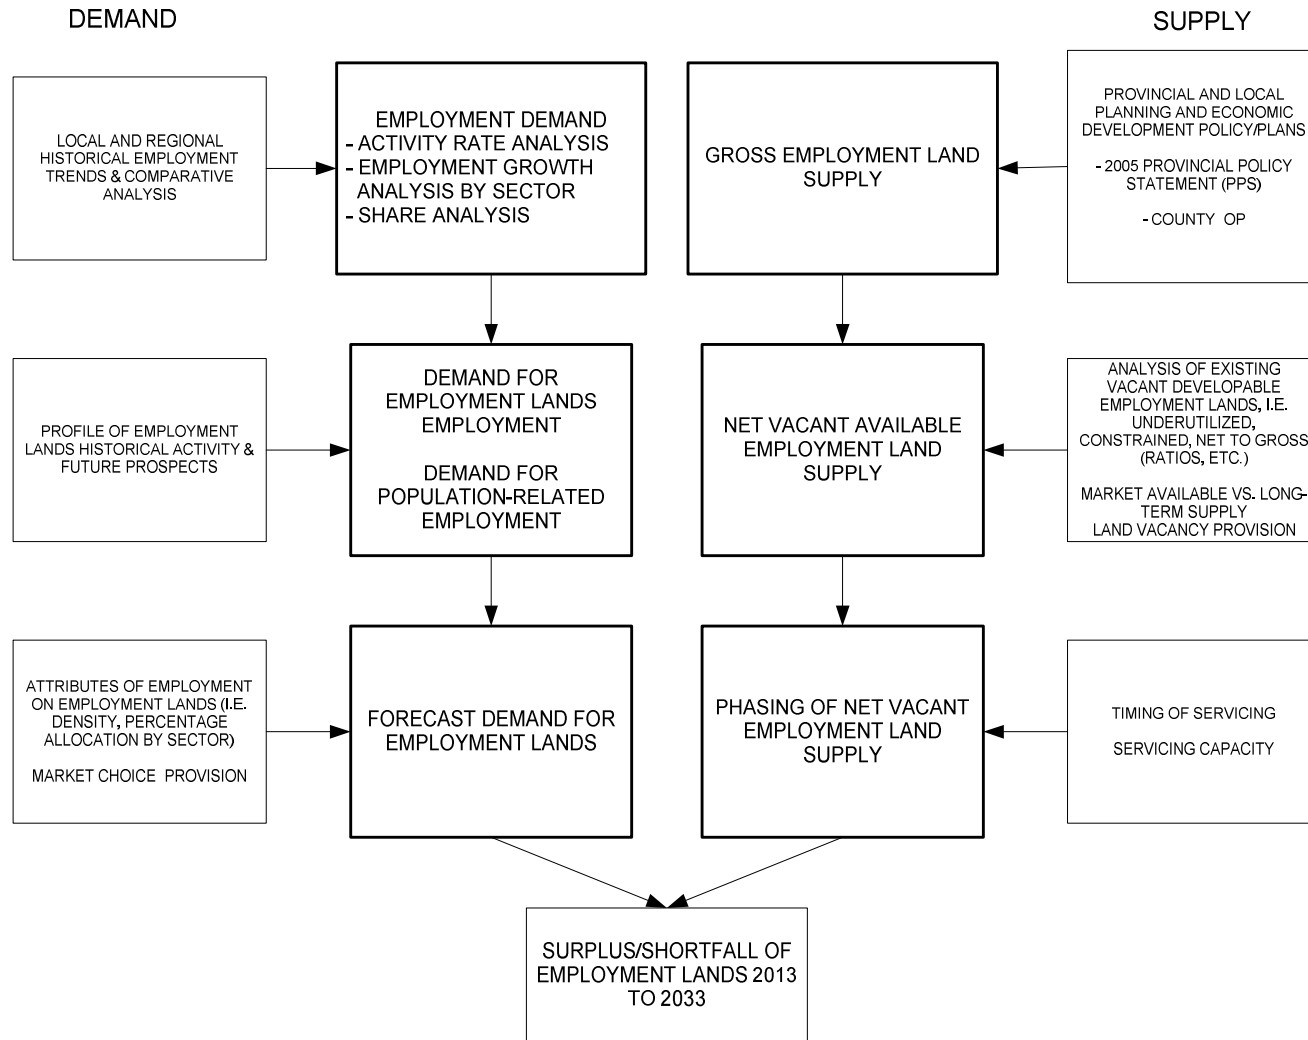 DEMAND
SUPPLY
LOCAL AND REGIONAL
HISTORICAL EMPLOYMENT
TRENDS & COMPARATIVE
ANALYSIS
EMPLOYMENT DEMAND
- ACTIVITY RATE ANALYSIS
- EMPLOYMENT GROWTH
ANALYSIS BY SECTOR
- SHARE ANALYSIS
GROSS EMPLOYMENT LAND
SUPPLY
PROVINCIAL AND LOCAL
PLANNING AND ECONOMIC
DEVELOPMENT POLICY/PLANS
- 2005 PROVINCIAL POLICY
STATEMENT (PPS)
- COUNTY OP
PROFILE OF EMPLOYMENT
LANDS HISTORICAL ACTIVITY &
FUTURE PROSPECTS
DEMAND FOR
EMPLOYMENT LANDS
EMPLOYMENT
DEMAND FOR
POPULATION-RELATED
EMPLOYMENT
NET VACANT AVAILABLE
EMPLOYMENT LAND
SUPPLY
ANALYSIS OF EXISTING
VACANT DEVELOPABLE
EMPLOYMENT LANDS, I.E.
UNDERUTILIZED,
CONSTRAINED, NET TO GROSS
(RATIOS, ETC.)
MARKET AVAILABLE VS. LONG-
TERM SUPPLY
LAND VACANCY PROVISION
ATTRIBUTES OF EMPLOYMENT
ON EMPLOYMENT LANDS (I.E.
DENSITY, PERCENTAGE
ALLOCATION BY SECTOR)
MARKET CHOICE PROVISION
FORECAST DEMAND FOR
EMPLOYMENT LANDS
PHASING OF NET VACANT
EMPLOYMENT LAND
SUPPLY
TIMING OF SERVICING
SERVICING CAPACITY
SURPLUS/SHORTFALL OF
EMPLOYMENT LANDS 2013
TO 2033